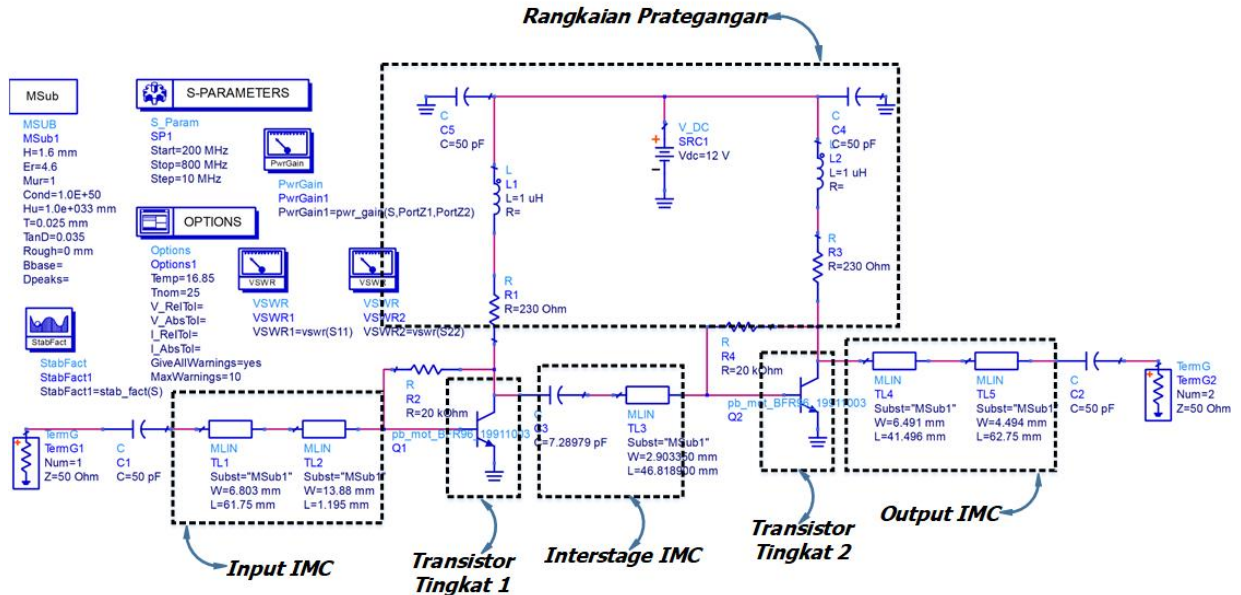 Rangkaian Prategangan
MSub
MSUB
MSub1
H=1.6 mm
Er=4.6
Mur=1
Cond=1.0E+50
Hu=1.0e+033 mm
T=0.025 mm
TanD=0.035
Rough=0 mm
Bbase=
Dpeaks=
S-PARAMETERS
S_Param
SP1
Start=200 MHz
Stop=800 MHz
Step=10 MHz
PwrGain
PwrGain
PwrGain1
PwrGain1=pwr_gain(S,PortZ1,PortZ2)
OPTIONS
Options
Options1
Temp=16.85
Tnom=25
V_RelTol=
V_AbsTol=
I_RelTol=
I_AbsTol=
GiveAllWarnings=yes
MaxWarnings=10
VSWR
VSWR
VSWR1
VSWR1=vswr(S11)
VSWR
VSWR2
VSWR2=vswr(S22)
StabFact
StabFact
StabFact1
StabFact1=stab_fact(S)
C
C5
C=50 pF
V_DC
SRC1
Vdc=12 V
C
C4
C=50 pF
L
L1
L=1 uH
R=
L2
L=1 uH
R=
R
R1
R=230 Ohm
R
R3
R=230 Ohm
R
R4
R=20 kOhm
R
R2
R=20 kOhm
pb_mot_BFR96_19911003
Q1
pb_mot_BFR96_19911003
Q2
TermG
TermG1
Num=1
Z=50 Ohm
C
C1
C=50 pF
MLIN
TL1
Subst="MSub1"
W=6.803 mm
L=61.75 mm
MLIN
TL2
Subst="MSub1"
W=13.88 mm
L=1.195 mm
C
C3
C=7.28979 pF
MLIN
TL3
Subst="MSub1"
W=2.903350 mm
L=46.818900 mm
MLIN
TL4
Subst="MSub1"
W=6.491 mm
L=41.496 mm
MLIN
TL5
Subst="MSub1"
W=4.494 mm
L=62.75 mm
C
C2
C=50 pF
TermG
TermG2
Num=2
Z=50 Ohm
Input IMC
Transistor
Tingkat 1
Interstage IMC
Transistor
Tingkat 2
Output IMC